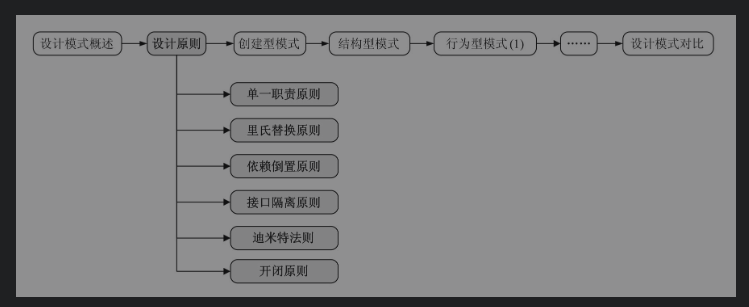 设计模式概述 设计原则 创建型模式 结构型模式 行为型模式(1) …… 设计模式对比
单一职责原则
里氏替换原则
依赖倒置原则
接口隔离原则
迪米特法则
开闭原则